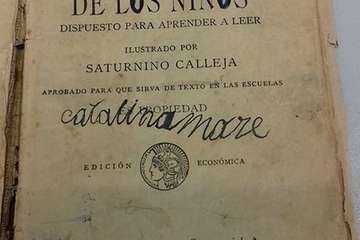 DE LOS NIÑOS
DISPUESTO PARA APRENDER A LEER
ILUSTRADO POR
SATURNINO CALLEJA
APROBADO PARA QUE SIRVA DE TEXTO EN LAS ESCUELAS
PROPIEDAD
catalina mare
EDICIÓN ECONÓMICA